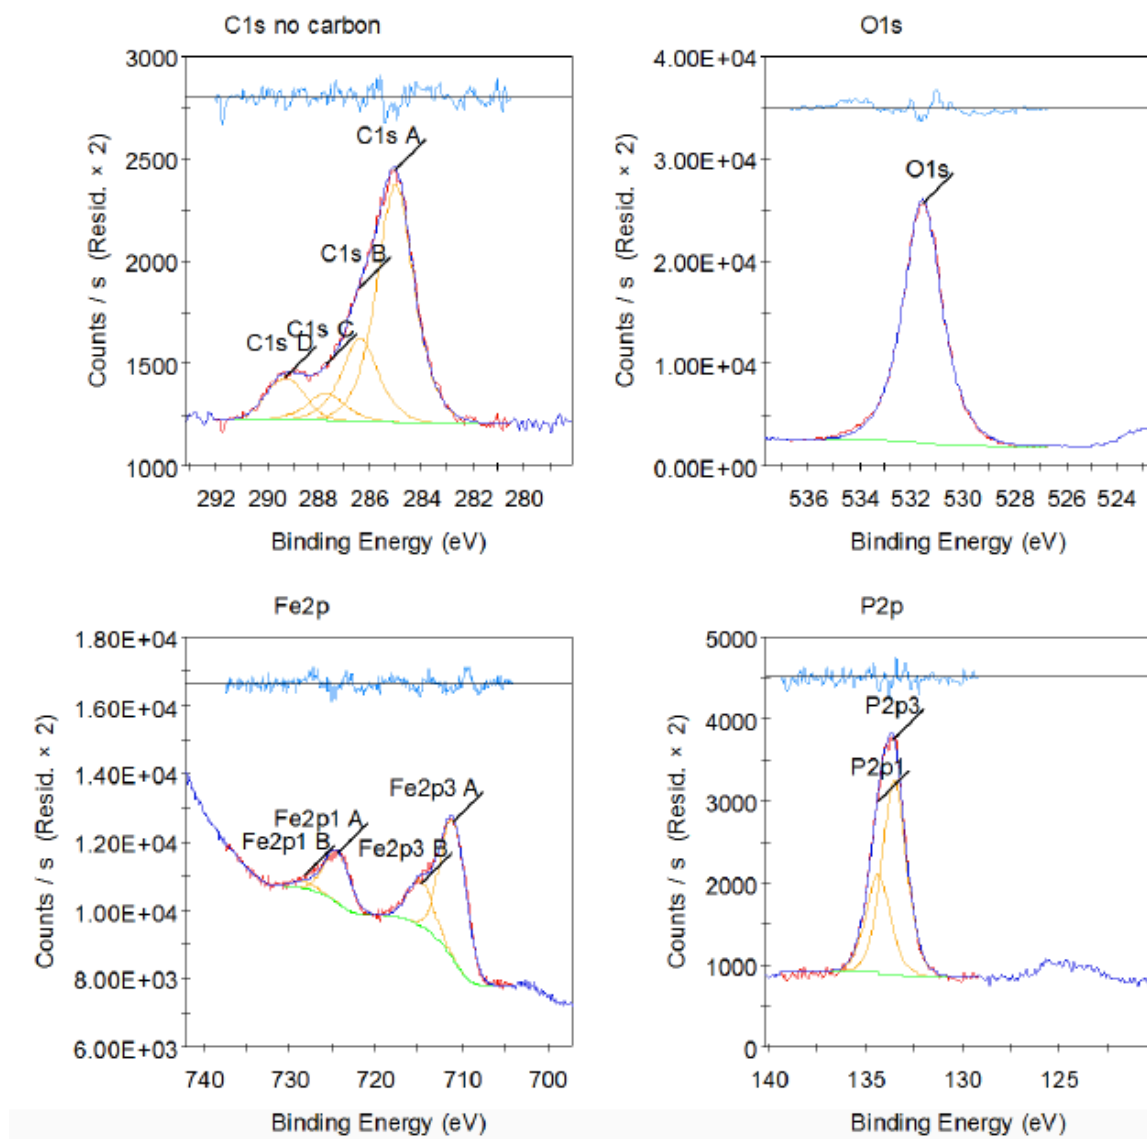 C1s no carbon
3000
2500
2000
1500
1000
Counts / s (Resid. × 2)
C1s A
C1s B
C1s C
C1s D
292 290 288 286 284 282 280
Binding Energy (eV)
O1s
4.00E+04
3.00E+04
2.00E+04
1.00E+04
0.00E+00
Counts / s (Resid. × 2)
O1s
536 534 532 530 528 526 524
Binding Energy (eV)
Fe2p
1.80E+04
1.60E+04
1.40E+04
1.20E+04
1.00E+04
8.00E+03
6.00E+03
Counts / s (Resid. × 2)
Fe2p3 A
Fe2p1 A
Fe2p1 B
Fe2p3 B
740 730 720 710 700
Binding Energy (eV)
P2p
5000
4000
3000
2000
1000
0
Counts / s (Resid. × 2)
P2p3
P2p1
140 135 130 125
Binding Energy (eV)